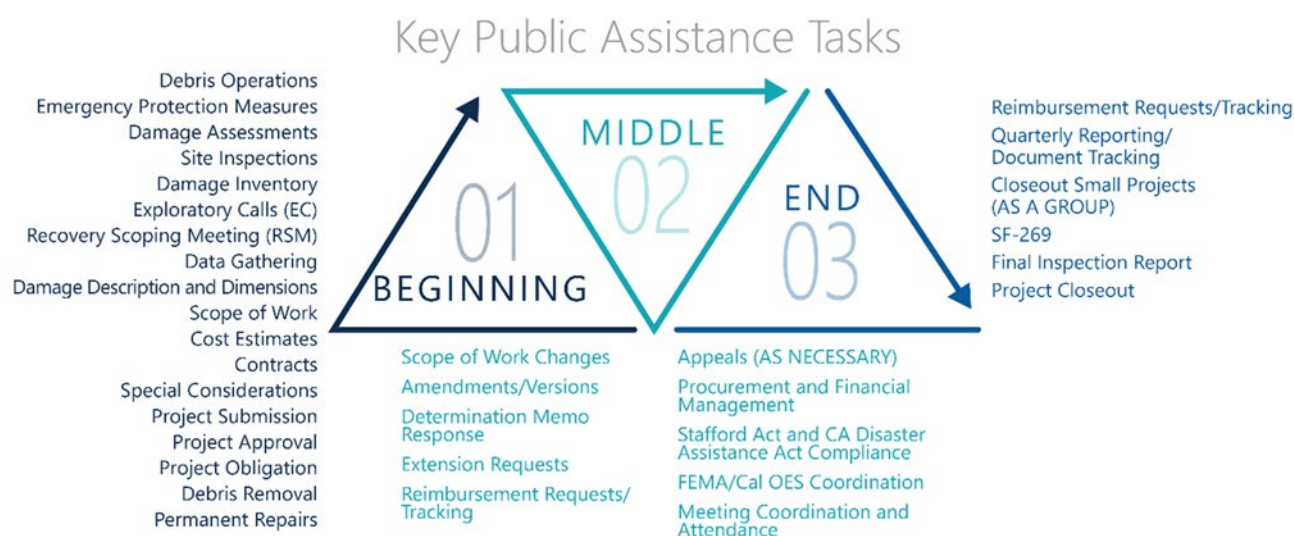 Key Public Assistance Tasks
Debris Operations
Emergency Protection Measures
Damage Assessments
Site Inspections
Damage Inventory
Exploratory Calls (EC)
Recovery Scoping Meeting (RSM)
Data Gathering
Damage Description and Dimensions
Scope of Work
Cost Estimates
Contracts
Special Considerations
Project Submission
Project Approval
Project Obligation
Debris Removal
Permanent Repairs
01
BEGINNING
MIDDLE
02
Scope of Work Changes
Amendments/Versions
Determination Memo
Response
Extension Requests
Reimbursement Requests/
Tracking
Appeals (AS NECESSARY)
Procurement and Financial
Management
Stafford Act and CA Disaster
Assistance Act Compliance
FEMA/Cal OES Coordination
Meeting Coordination and
Attendance
END
03
Reimbursement Requests/Tracking
Quarterly Reporting/
Document Tracking
Closeout Small Projects
(AS A GROUP)
SF-269
Final Inspection Report
Project Closeout